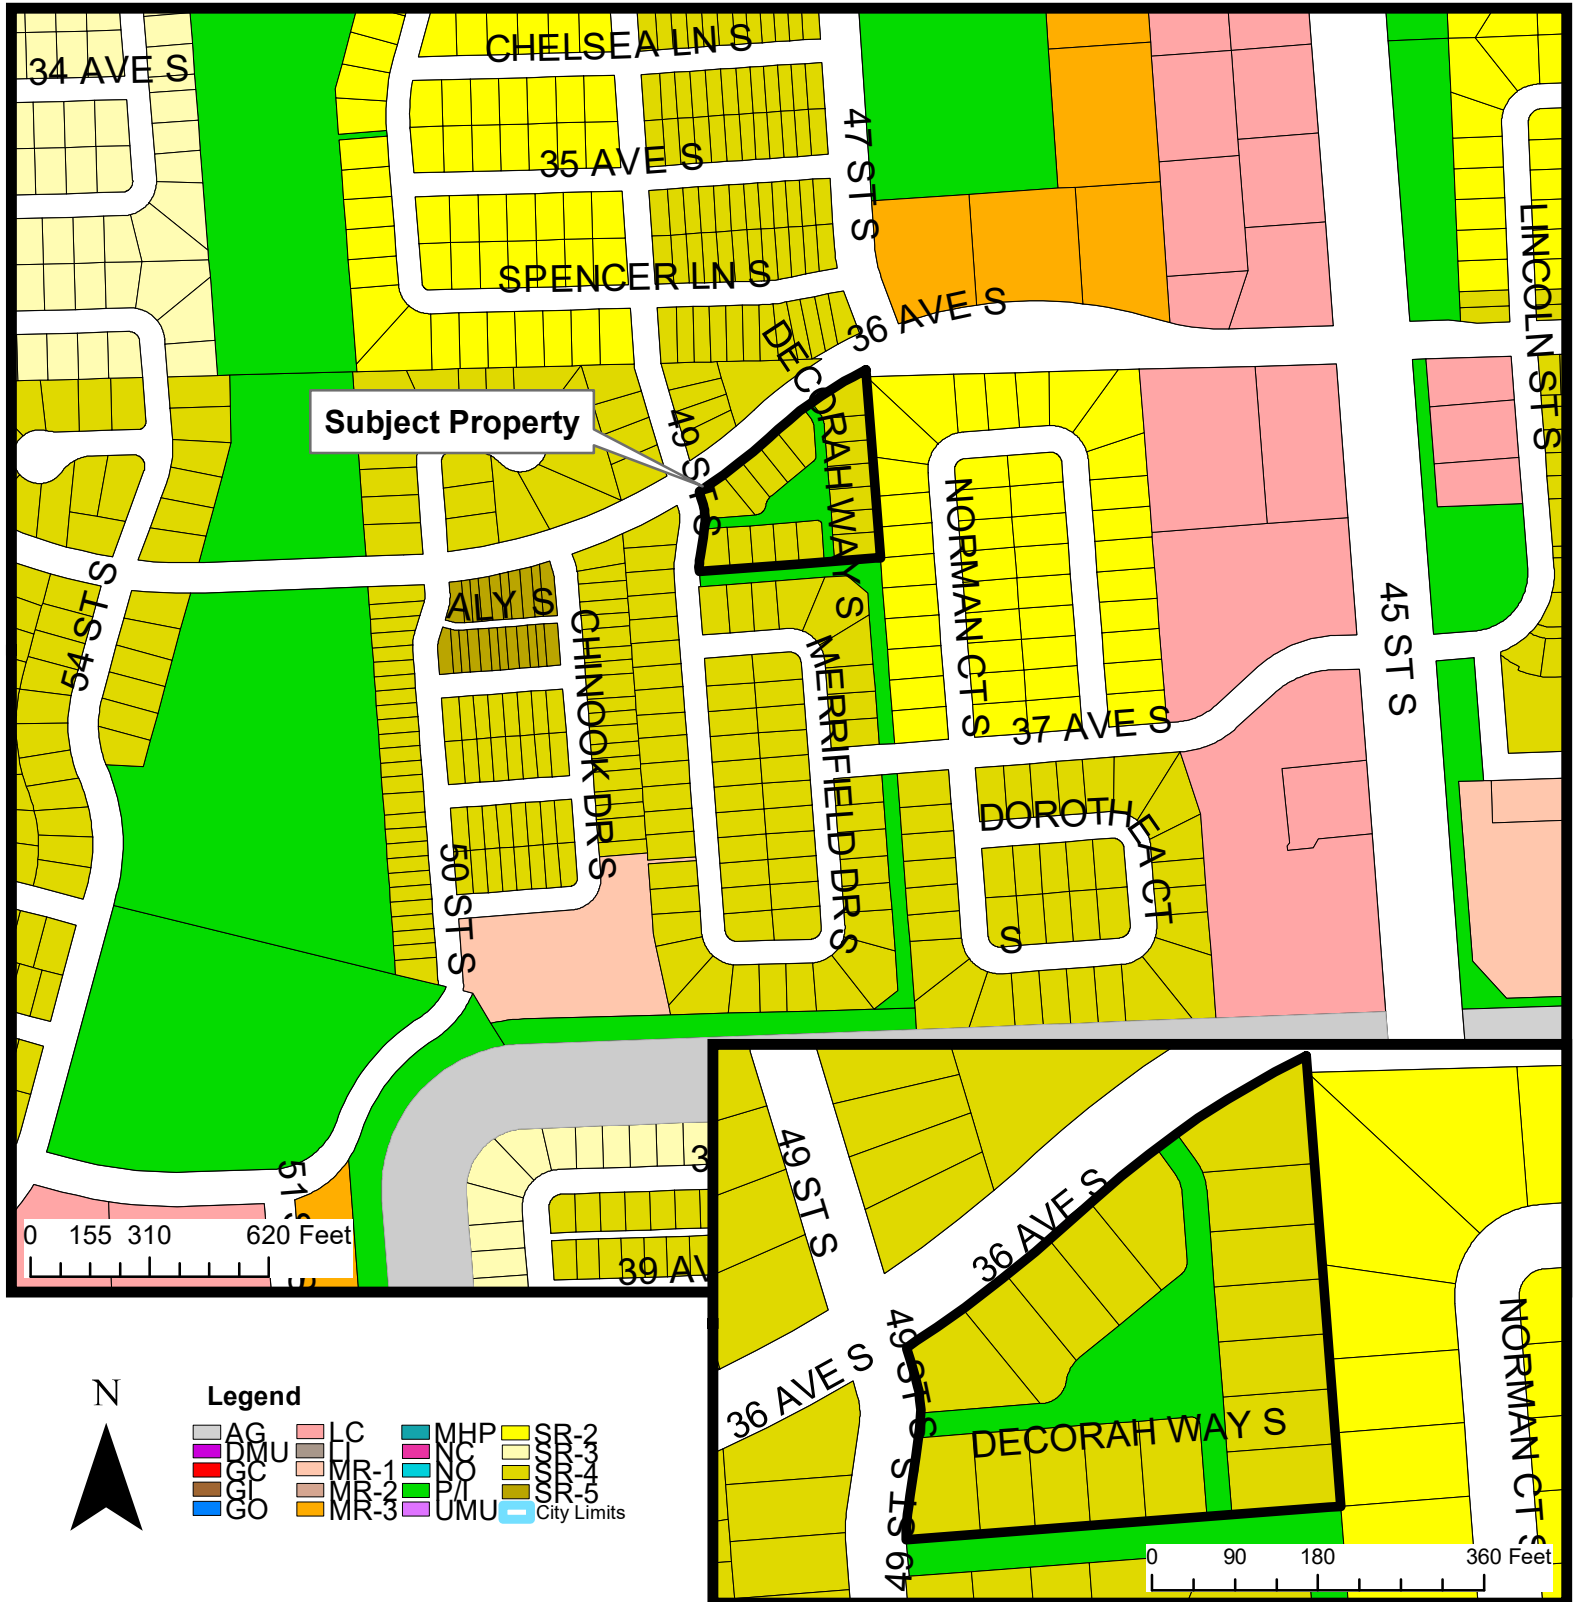 CHELSEA LN S
34 AVE S
47 ST S
35 AVE S
LINCOLN ST S
SPENCER LN S
36 AVE S
DECORAH WAY S
Subject Property
49 ST S
NORMAN CT S
54 ST S
ALY S
CHINOOK DR S
MERRIFIELD DR S
45 ST S
37 AVE S
DOROTHEA CT S
50 ST S
51 S
S
3
39 AV
0 155 310 620 Feet
49 ST S
36 AVE S
49 ST S
36 AVE S
DECORAH WAY S
NORMAN CT S
49 ST S
0 90 180 360 Feet
N
Legend
AG LC MHP SR-2
DMU LI NC SR-3
GC MR-1 NO SR-4
GI MR-2 P/I SR-5
GO MR-3 UMU City Limits